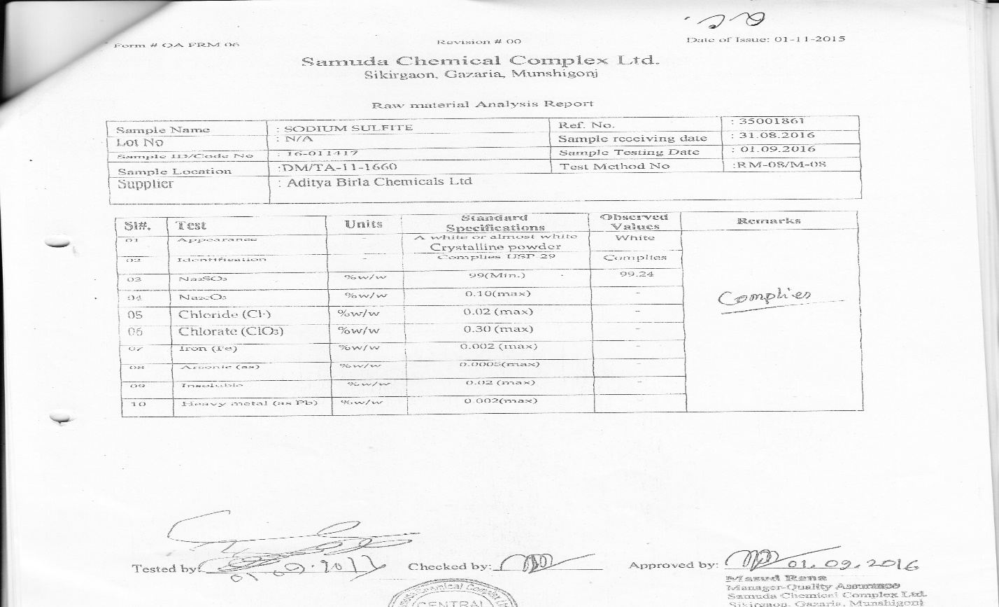 Form # QA FRM 06 Revision # 00 Date of Issue: 01-11-2015
Samuda Chemical Complex Ltd.
Sikirgaon, Gazaria, Munshigonj
Raw material Analysis Report
Sample Name : SODIUM SULFITE Ref. No. : 35001861
Lot No : N/A Sample receiving date : 31.08.2016
Sample ID/Code No : 16-011417 Sample Testing Date : 01.09.2016
Sample Location :DM/TA-11-1660 Test Method No :RM-08/M-08
Supplier : Aditya Birla Chemicals Ltd
Sl#. Test Units Standard Specifications Observed Values Remarks
01 Appearance - A white or almost white Crystalline powder White
02 Identification - Complies USP 29 Complies
03 Na₂SO₃ %w/w 99(Min.) 99.24
04 Na₂CO₃ %w/w 0.10(max) -
Complies
05 Chloride (Cl-) %w/w 0.02 (max) -
06 Chlorate (ClO₃) %w/w 0.30 (max) -
07 Iron (Fe) %w/w 0.002 (max) -
08 Arsenic (as) %w/w 0.0005(max) -
09 Insoluble %w/w 0.02 (max) -
10 Heavy metal (as Pb) %w/w 0.002(max) -
Tested by: Checked by: Approved by: 01.09.2016
Masud Rana
Manager-Quality Assurance
Samuda Chemical Complex Ltd.
Sikirgaon, Gazaria, Munshigonj
Chemical Complex
CENTRAL